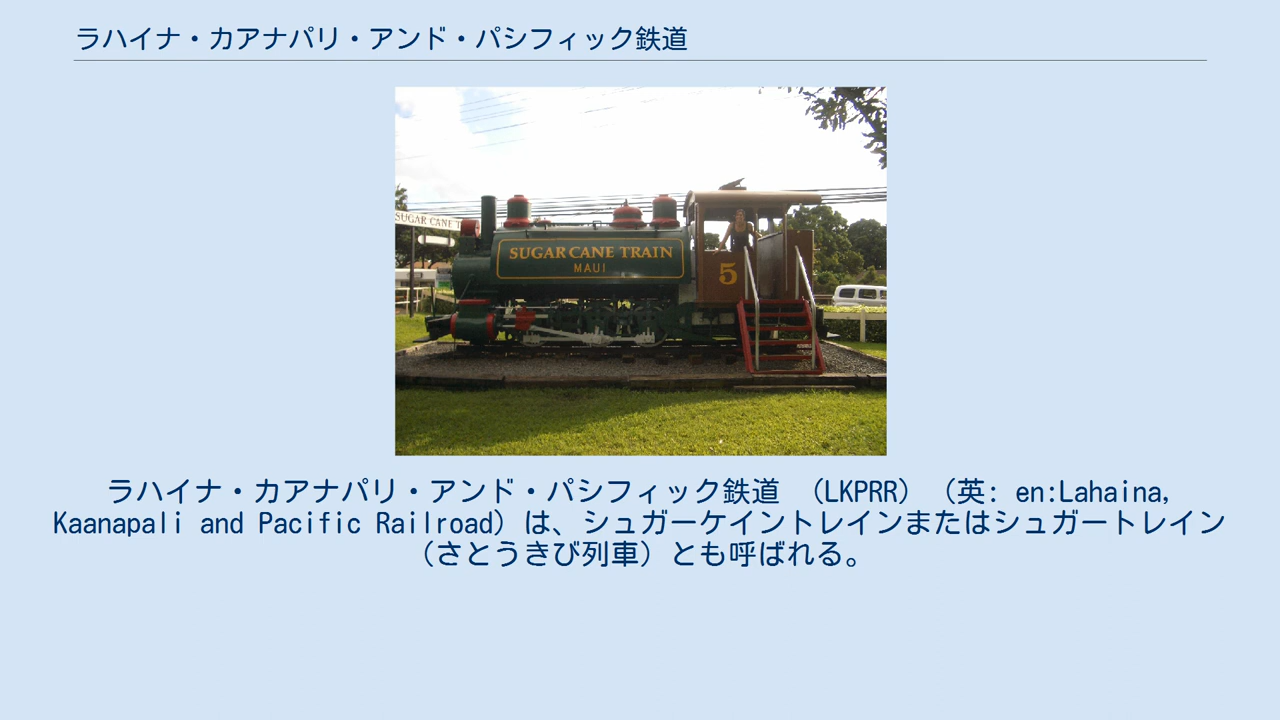 ラハイナ・カアナパリ・アンド・パシフィック鉄道
SUGAR CANE T
SUGAR CANE TRAIN
MAUI
5
ラハイナ・カアナパリ・アンド・パシフィック鉄道 （LKPRR）（英: en:Lahaina,
Kaanapali and Pacific Railroad）は、シュガーケイントレインまたはシュガートレイン
（さとうきび列車）とも呼ばれる。